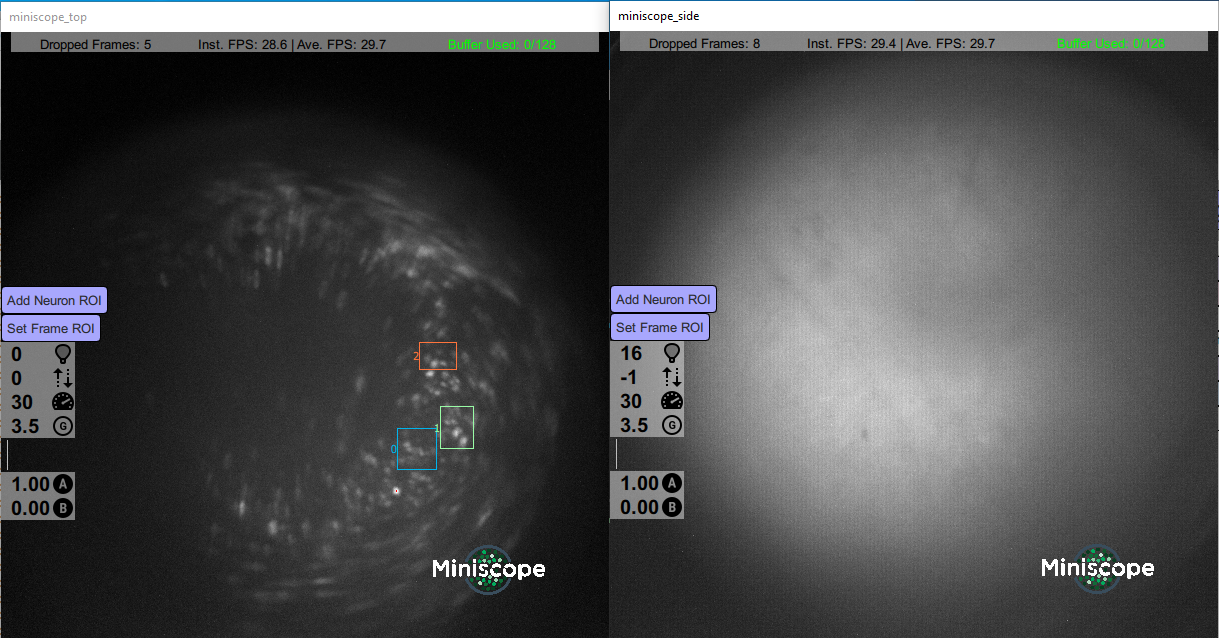 miniscope_top
Dropped Frames: 5 Inst. FPS: 28.6 | Ave. FPS: 29.7 Buffer Used: 0/128
Add Neuron ROI
Set Frame ROI
0
0
30
3.5 G
1.00 A
0.00 B
2
1
0
Miniscope
miniscope_side
Dropped Frames: 8 Inst. FPS: 29.4 | Ave. FPS: 29.7 Buffer Used: 0/128
Add Neuron ROI
Set Frame ROI
16
-1
30
3.5 G
1.00 A
0.00 B
Miniscope